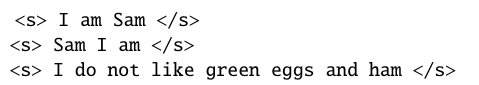 <s> I am Sam </s>
<s> Sam I am </s>
<s> I do not like green eggs and ham </s>